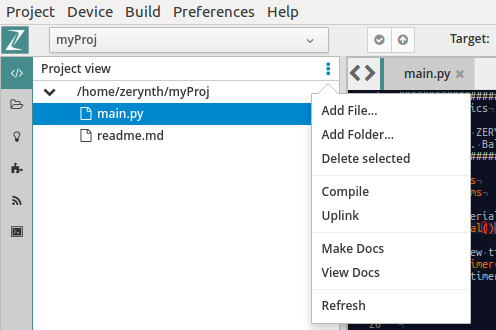 Project Device Build Preferences Help
myProj
Target:
Project view
/home/zerynth/myProj
main.py
readme.md
main.py
Add File...
Add Folder...
Delete selected
Compile
Uplink
Make Docs
View Docs
Refresh